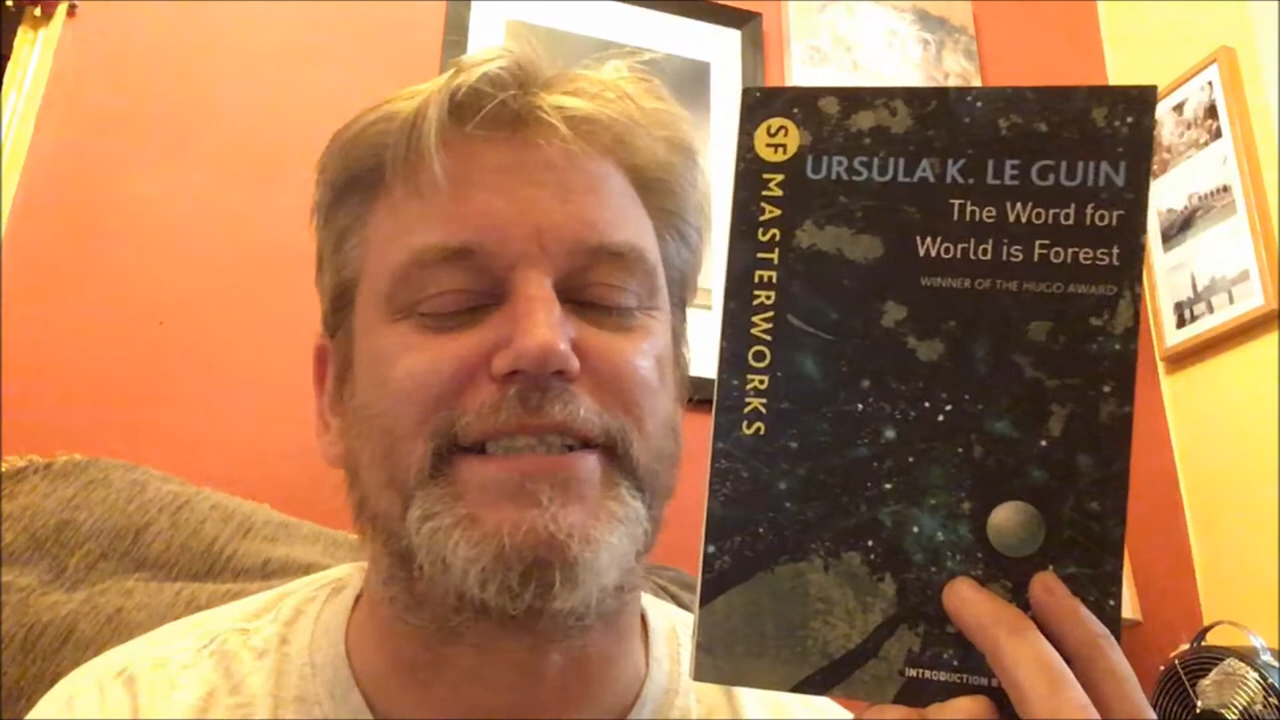 SF MASTERWORKS
URSULA K. LE GUIN
The Word for
World is Forest
WINNER OF THE HUGO AWARD
INTRODUCTION